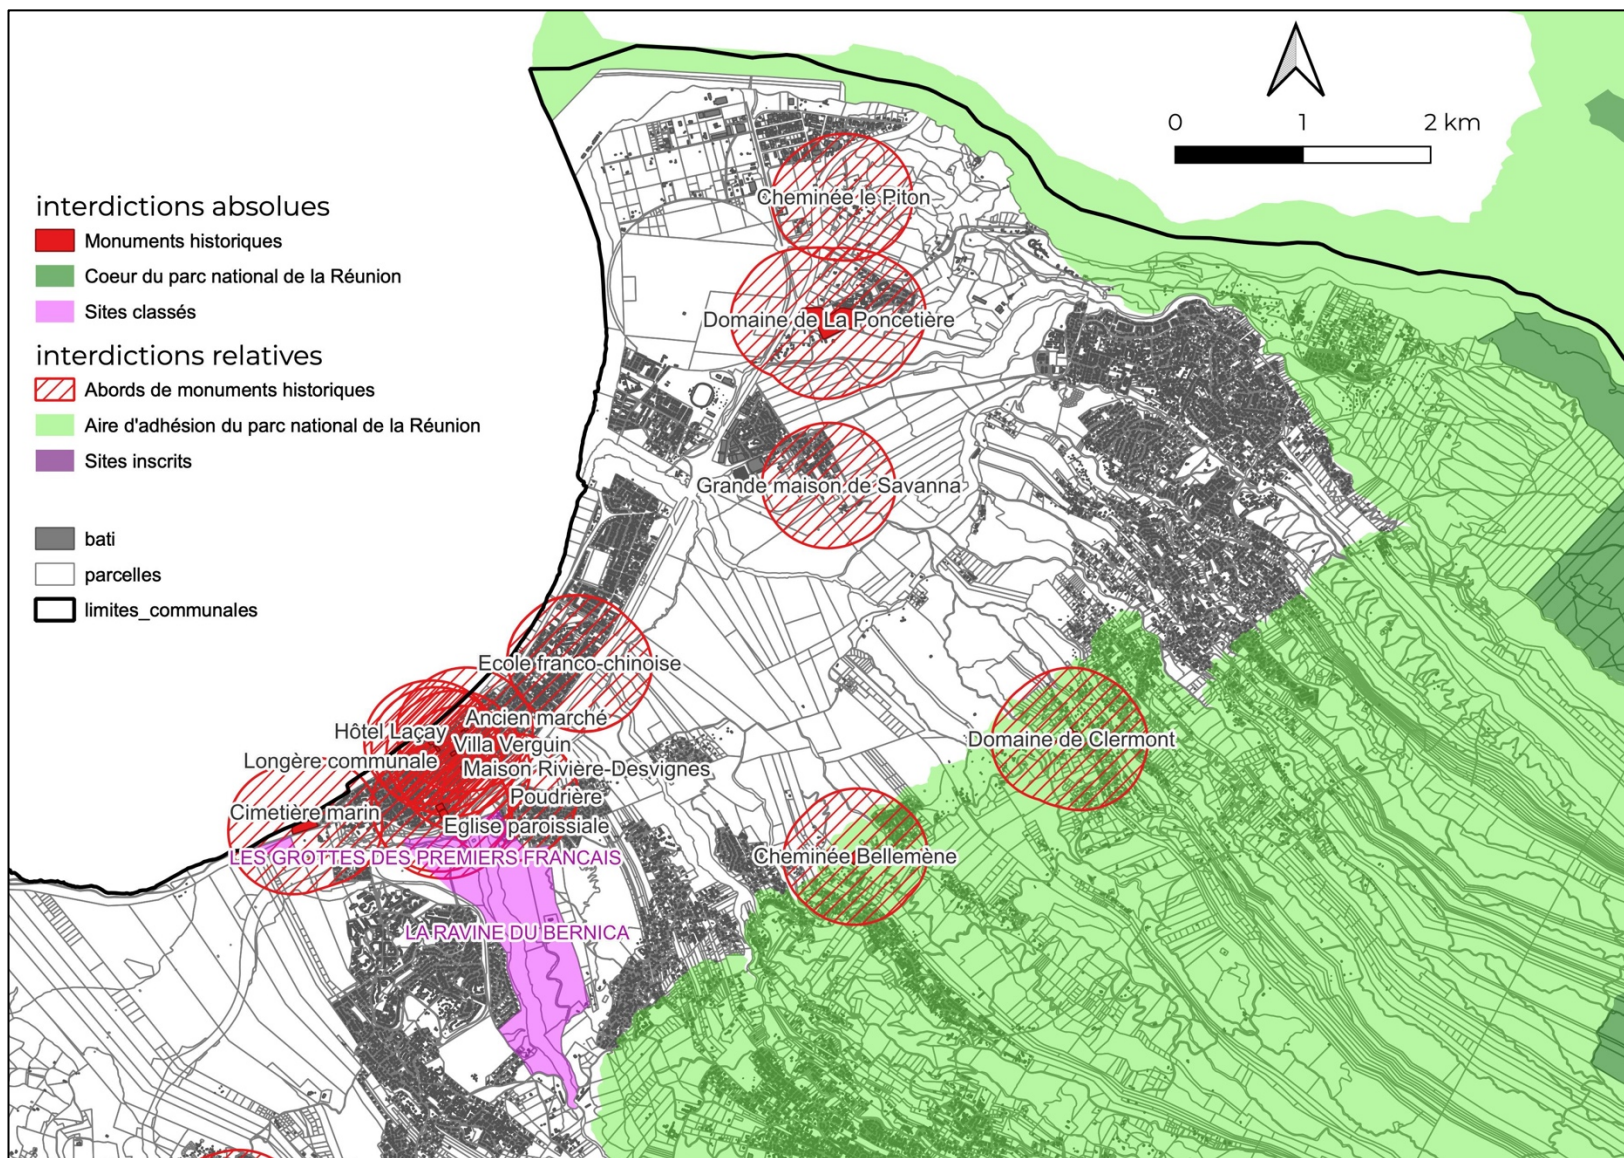 0 1 2 km
interdictions absolues
Monuments historiques
Coeur du parc national de la Réunion
Sites classés
interdictions relatives
Abords de monuments historiques
Aire d'adhésion du parc national de la Réunion
Sites inscrits
bati
parcelles
limites_communales
Cheminée le Piton
Domaine de La Poncetière
Grande maison de Savanna
Ecole franco-chinoise
Ancien marché
Hôtel Laçay
Villa Verguin
Longère communale
Maison Rivière-Desvignes
Domaine de Clermont
Poudrière
Cimetière marin
Eglise paroissiale
LES GROTTES DES PREMIERS FRANCAIS
Cheminée Bellemène
LA RAVINE DU BERNICA